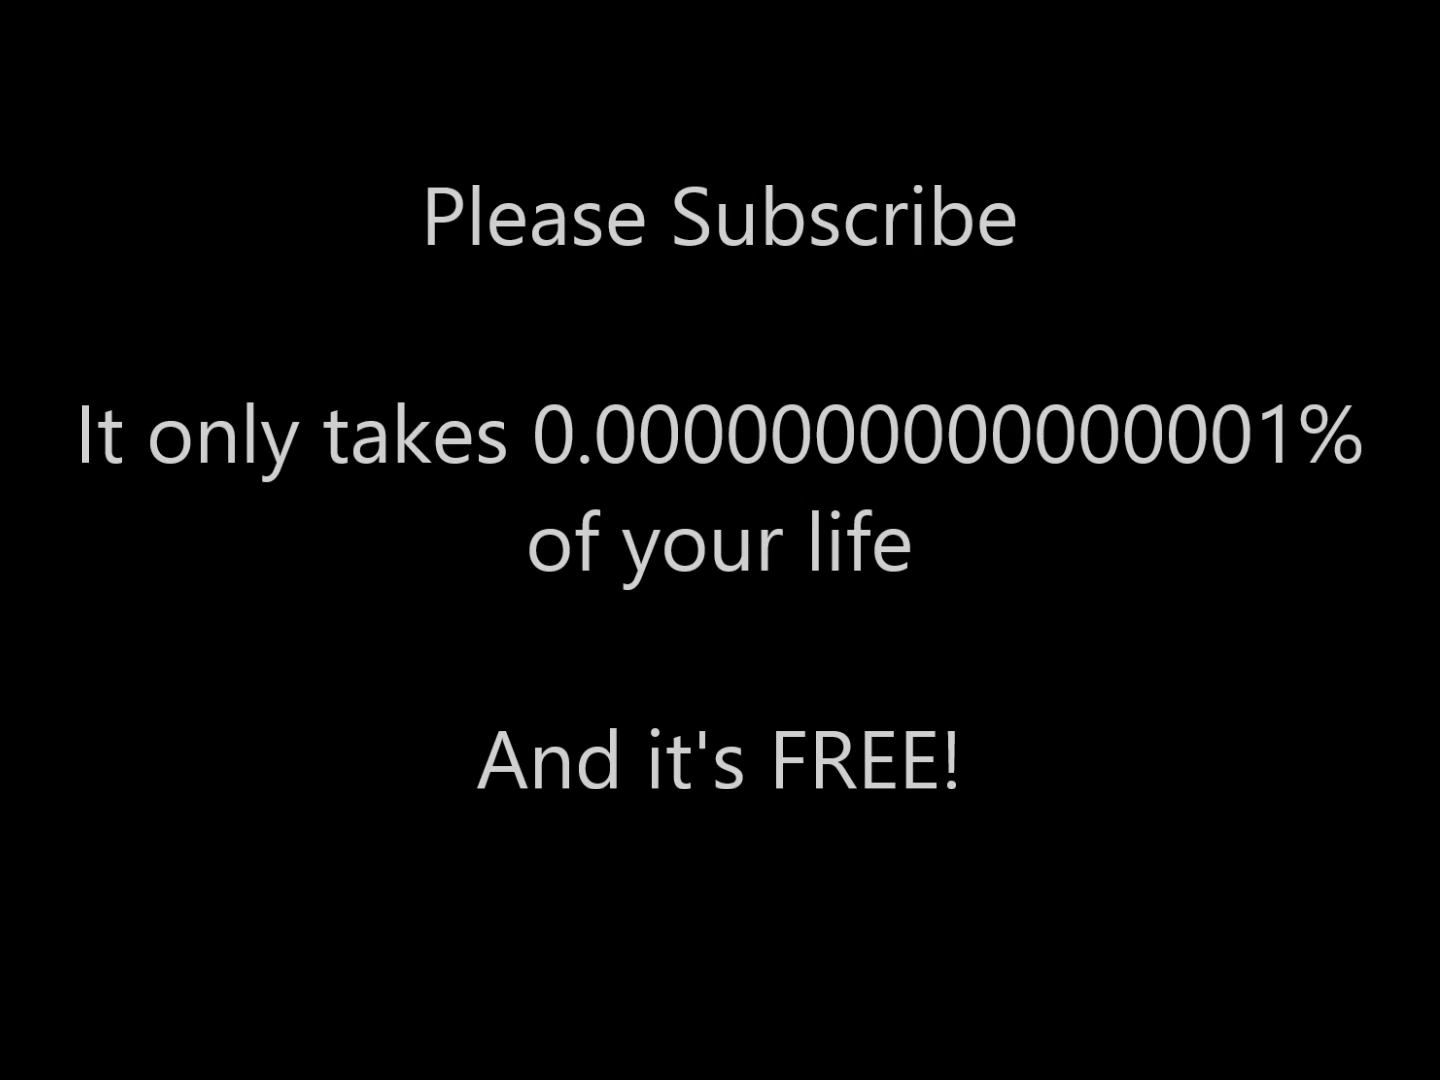 Please Subscribe
It only takes 0.0000000000000001%
of your life
And it's FREE!